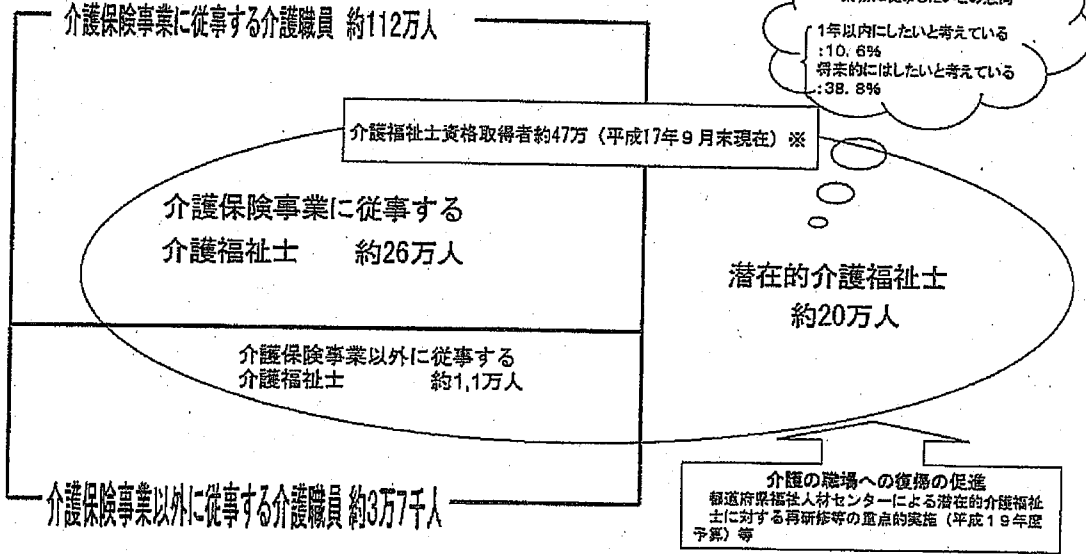 介護保険事業に従事する介護職員 約112万人
1年以内にしたいと考えている
:10.6%
将来的にはしたいと考えている
:38.8%
介護福祉士資格取得者約47万（平成17年9月末現在）※
介護保険事業に従事する
介護福祉士 約26万人
潜在的介護福祉士
約20万人
介護保険事業以外に従事する
介護福祉士 約1,1万人
介護保険事業以外に従事する介護職員 約3万7千人
介護の職場への復帰の促進
都道府県福祉人材センターによる潜在的介護福祉
士に対する再研修等の重点的実施（平成19年度
予算）等